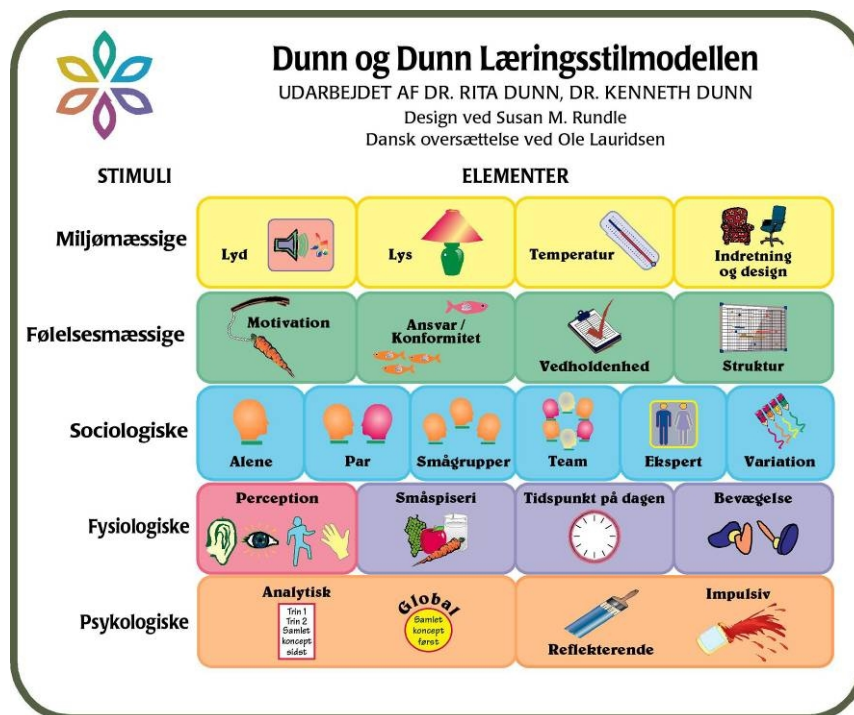 Dunn og Dunn Læringsstilmodellen
UDARBEJDET AF DR. RITA DUNN, DR. KENNETH DUNN
Design ved Susan M. Rundle
Dansk oversættelse ved Ole Lauridsen
STIMULI
ELEMENTER
Miljømæssige
Lyd
Lys
Temperatur
Indretning
og design
Følelsesmæssige
Motivation
Ansvar /
Konformitet
Vedholdenhed
Struktur
Sociologiske
Alene
Par
Smågrupper
Team
Ekspert
Variation
Fysiologiske
Perception
Småspiseri
Tidspunkt på dagen
Bevægelse
Psykologiske
Analytisk
Trin 1
Trin 2
Samlet
koncept
sidst
Global
Samlet
koncept
først
Reflekterende
Impulsiv